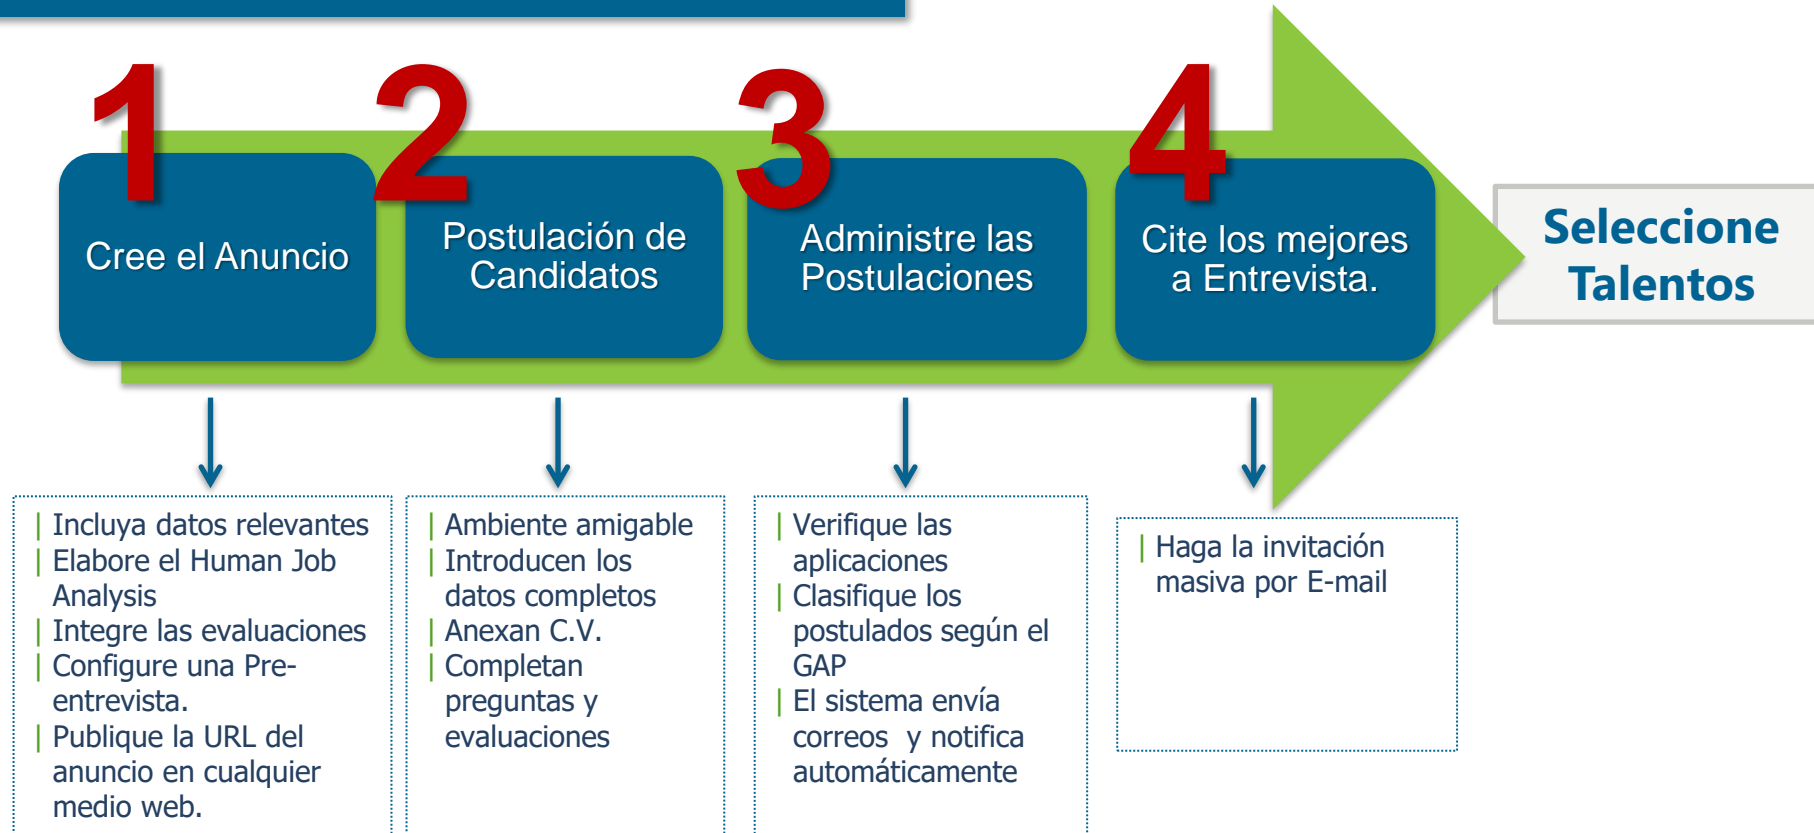 1
Cree el Anuncio
2
Postulación de
Candidatos
3
Administre las
Postulaciones
4
Cite los mejores
a Entrevista.
Seleccione
Talentos
| Incluya datos relevantes
| Elabore el Human Job
Analysis
| Integre las evaluaciones
| Configure una Pre-
entrevista.
| Publique la URL del
anuncio en cualquier
medio web.
| Ambiente amigable
| Introducen los
datos completos
| Anexan C.V.
| Completan
preguntas y
evaluaciones
| Verifique las
aplicaciones
| Clasifique los
postulados según el
GAP
| El sistema envía
correos  y notifica
automáticamente
| Haga la invitación
masiva por E-mail